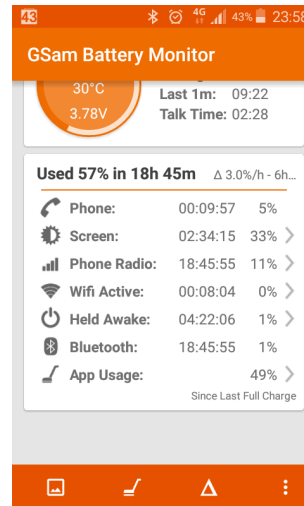 43 4G 43% 23:58
GSam Battery Monitor
30°C
Last 1m: 09:22
3.78V
Talk Time: 02:28
Used 57% in 18h 45m Δ 3.0%/h - 6h...
Phone: 00:09:57 5%
Screen: 02:34:15 33%
Phone Radio: 18:45:55 11%
Wifi Active: 00:08:04 0%
Held Awake: 04:22:06 1%
Bluetooth: 18:45:55 1%
App Usage: 49%
Since Last Full Charge
Δ